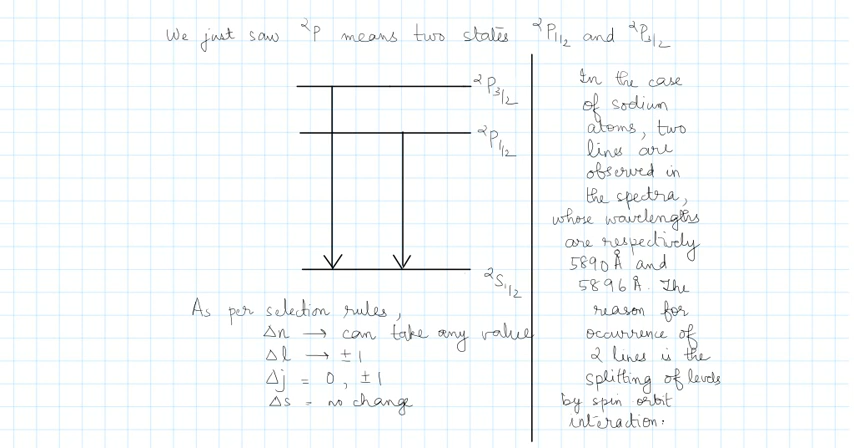 We just saw ²P means two states ²P1/2 and ²P3/2
²P3/2
²P1/2
²S1/2
As per selection rules,
Δn → can take any value
Δl → ±1
Δj = 0, ±1
Δs = no change
In the case
of sodium
atoms, two
lines are
observed in
the spectra,
whose wavelengths
are respectively
5890 Å and
5896 Å. The
reason for
occurrence of
2 lines is the
splitting of levels
by spin orbit
interaction.